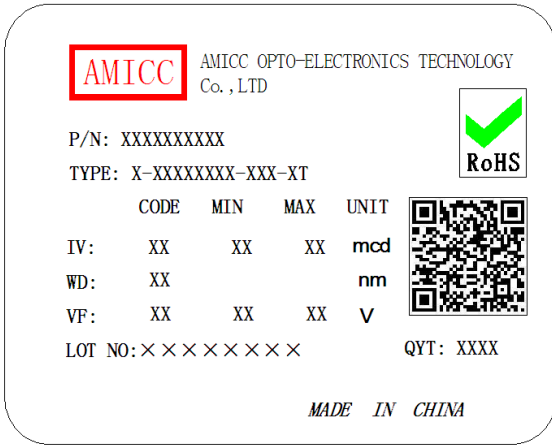 AMICC
AMICC OPTO-ELECTRONICS TECHNOLOGY
Co.,LTD
RoHS
P/N: XXXXXXXXXX
TYPE: X-XXXXXXXX-XXX-XT
CODE MIN MAX UNIT
IV: XX XX XX mcd
WD: XX nm
VF: XX XX XX V
LOT NO:××××××××
QYT: XXXX
MADE IN CHINA